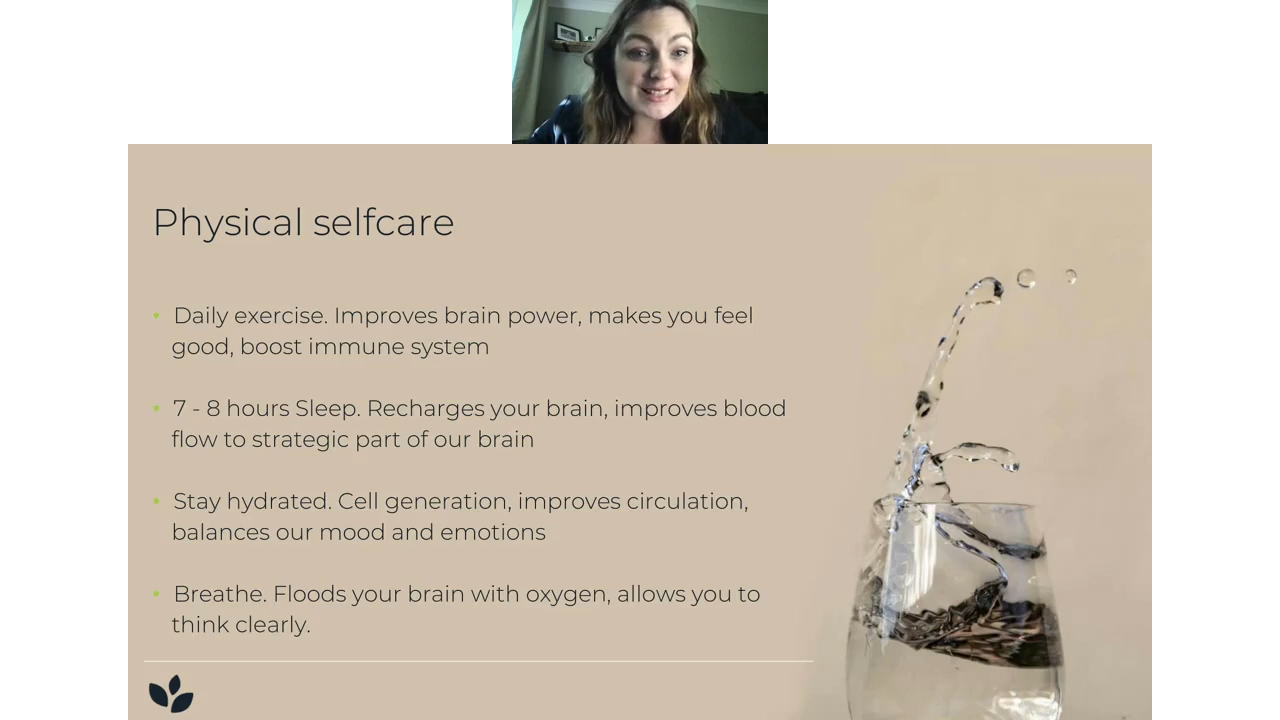 Physical selfcare
• Daily exercise. Improves brain power, makes you feel
good, boost immune system
• 7 - 8 hours Sleep. Recharges your brain, improves blood
flow to strategic part of our brain
• Stay hydrated. Cell generation, improves circulation,
balances our mood and emotions
• Breathe. Floods your brain with oxygen, allows you to
think clearly.